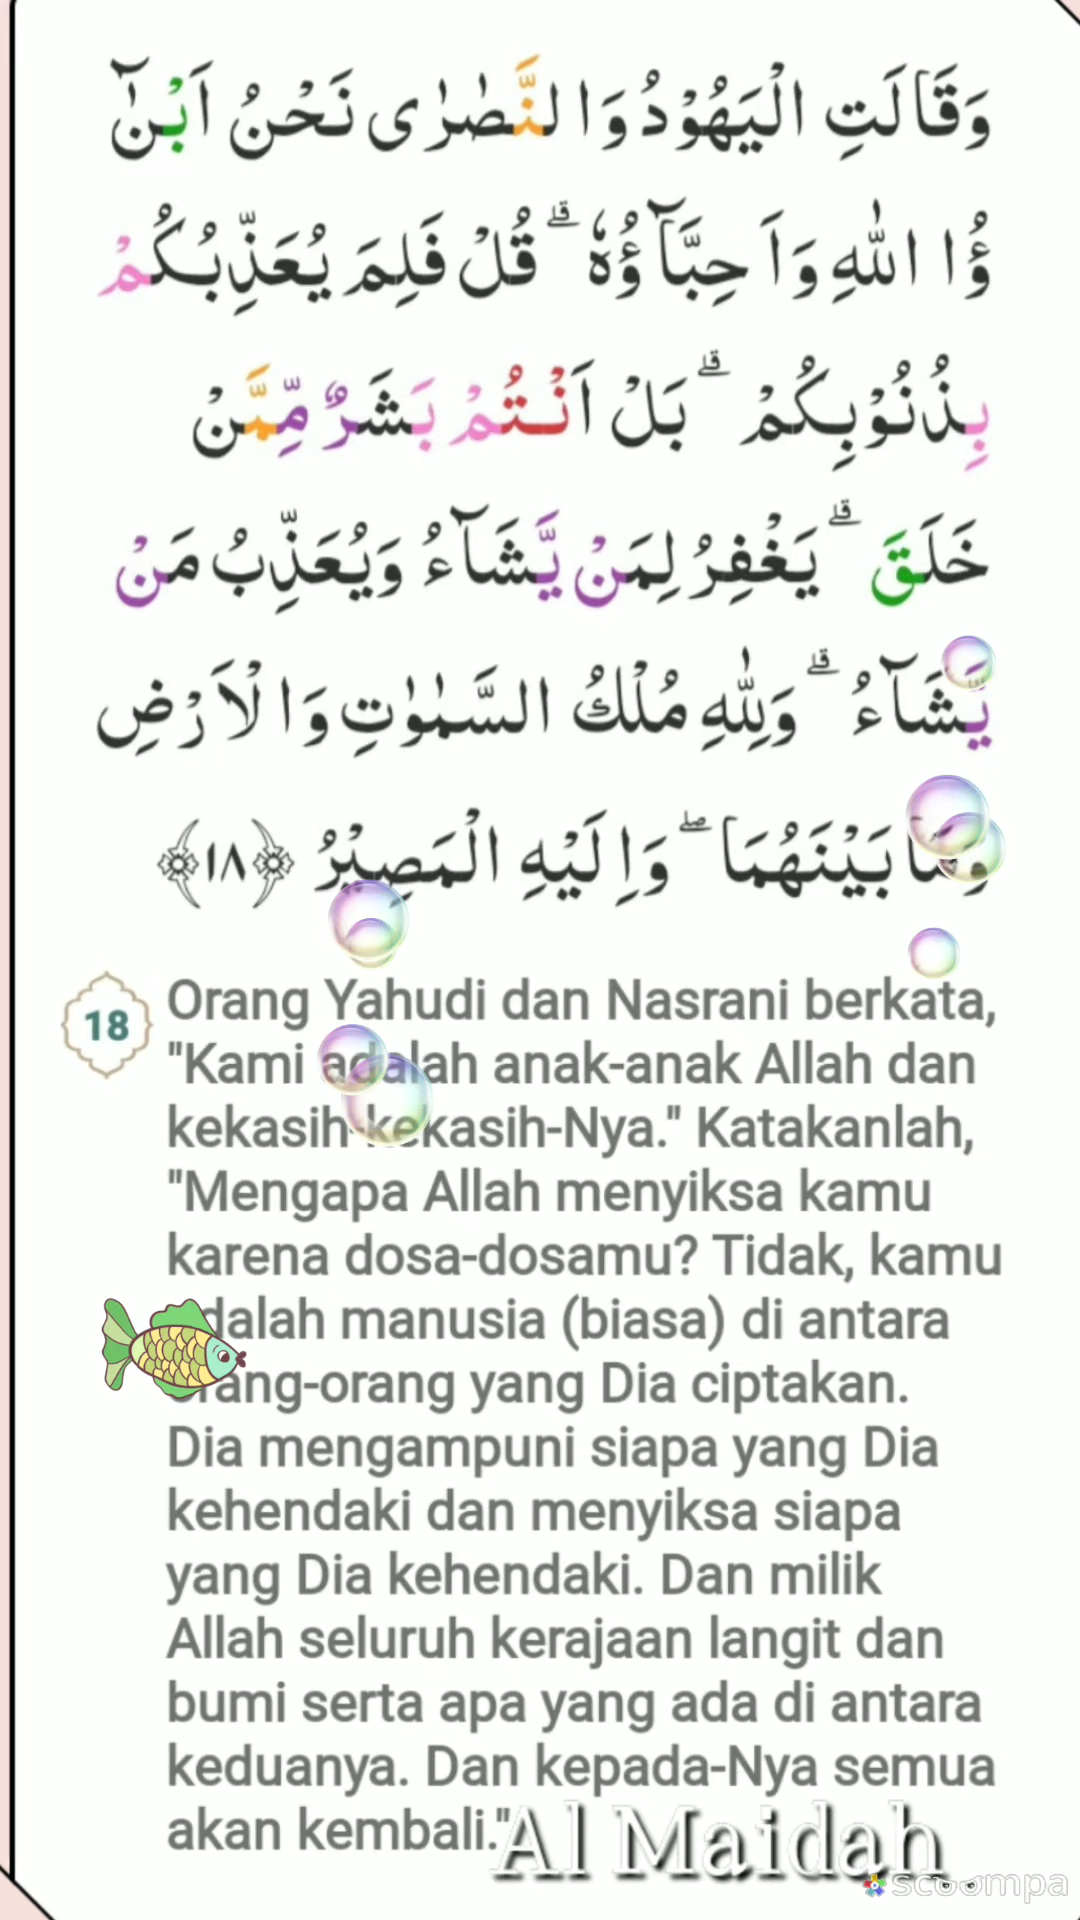 وَقَالَتِ الْيَهُوْدُ وَا لنَّصٰرٰى نَحْنُ اَبْنٰٓ
ؤُا اللّٰهِ وَاَ حِبَّآ ؤُهٗ ۗ قُلْ فَلِمَ يُعَذِّبُكُمْ
بِذُنُوْبِكُمْ ۗ بَلْ اَنْتُمْ بَشَرٌ مِّمَّنْ
خَلَقَ ۗ يَغْفِرُ لِمَنْ يَّشَآءُ وَيُعَذِّبُ مَنْ
يَّشَآءُ ۗ وَلِلّٰهِ مُلْكُ السَّمٰوٰتِ وَا لْاَ رْضِ
وَمَا بَيْنَهُمَا ۖ وَاِ لَيْهِ الْمَصِيْرُ ﴿١٨﴾
18 Orang Yahudi dan Nasrani berkata,
"Kami adalah anak-anak Allah dan
kekasih-kekasih-Nya." Katakanlah,
"Mengapa Allah menyiksa kamu
karena dosa-dosamu? Tidak, kamu
adalah manusia (biasa) di antara
orang-orang yang Dia ciptakan.
Dia mengampuni siapa yang Dia
kehendaki dan menyiksa siapa
yang Dia kehendaki. Dan milik
Allah seluruh kerajaan langit dan
bumi serta apa yang ada di antara
keduanya. Dan kepada-Nya semua
akan kembali."
Al Maidah..
scoompa